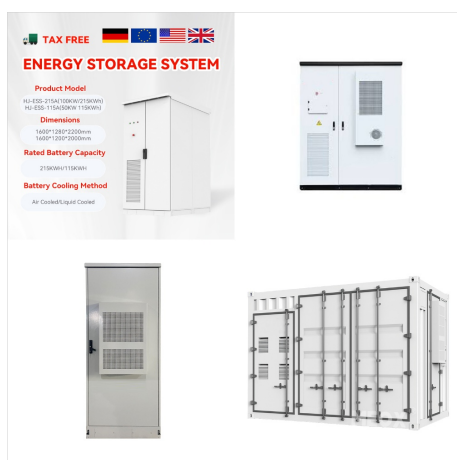 TAX FREE
ENERGY STORAGE SYSTEM
Product Model
HJ-ESS-215A(100KW/215KWh)
HJ-ESS-115A(50KW 115KWH)
Dimensions
1600*1280*2200mm
1600*1200*2000mm
Rated Battery Capacity
215KWH/115KWH
Battery Cooling Method
Air Cooled/Liquid Cooled